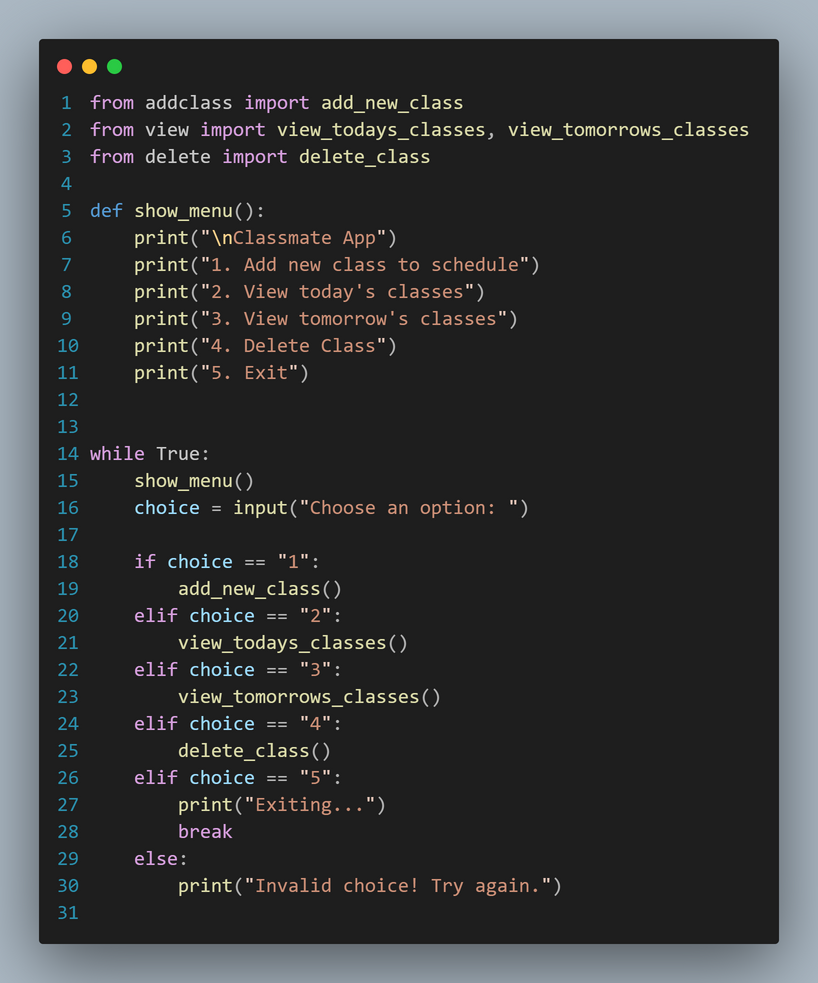 1 from addclass import add_new_class
2 from view import view_todays_classes, view_tomorrows_classes
3 from delete import delete_class
4
5 def show_menu():
6     print("\nClassmate App")
7     print("1. Add new class to schedule")
8     print("2. View today's classes")
9     print("3. View tomorrow's classes")
10     print("4. Delete Class")
11     print("5. Exit")
12
13
14 while True:
15     show_menu()
16     choice = input("Choose an option: ")
17
18     if choice == "1":
19         add_new_class()
20     elif choice == "2":
21         view_todays_classes()
22     elif choice == "3":
23         view_tomorrows_classes()
24     elif choice == "4":
25         delete_class()
26     elif choice == "5":
27         print("Exiting...")
28         break
29     else:
30         print("Invalid choice! Try again.")
31